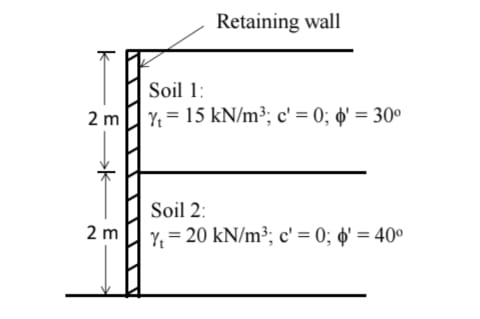 Retaining wall
2 m
Soil 1:
γₜ = 15 kN/m³; c' = 0; ϕ' = 30º
2 m
Soil 2:
γₜ = 20 kN/m³; c' = 0; ϕ' = 40º